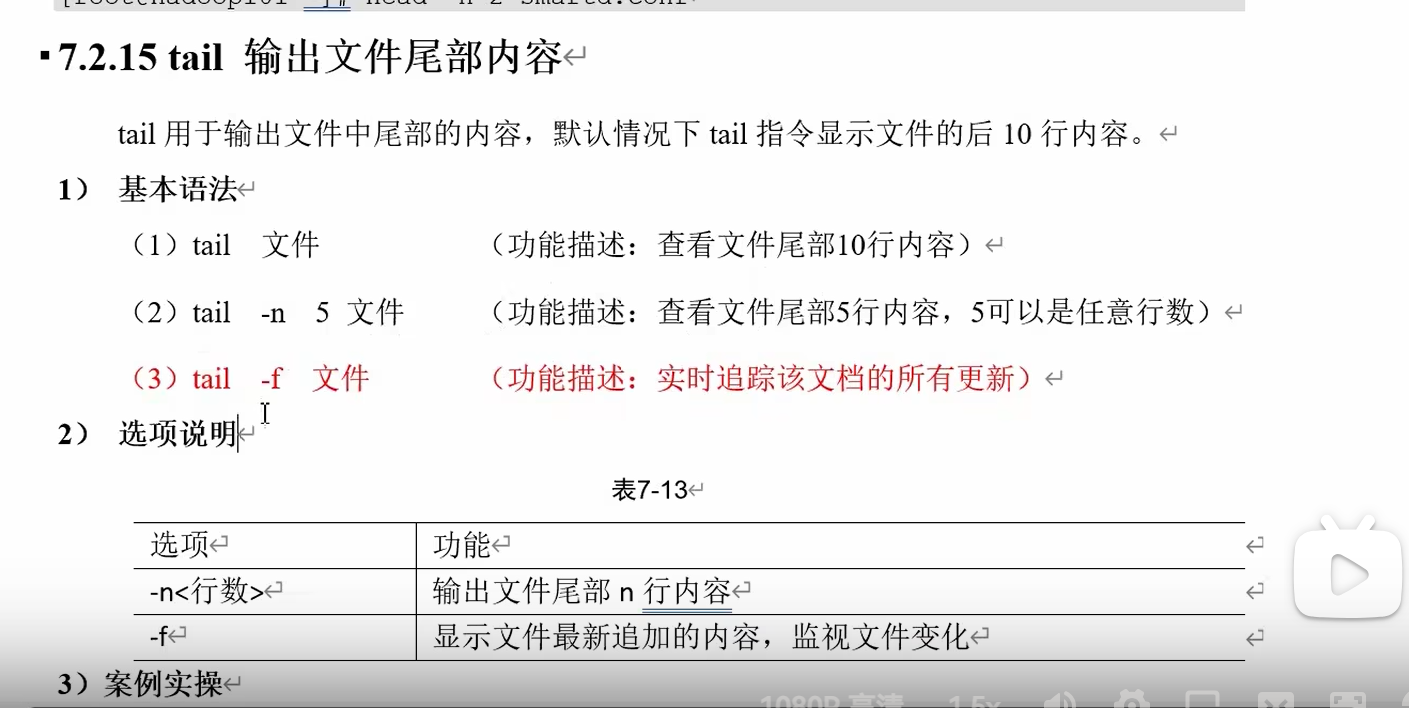 7.2.15 tail 输出文件尾部内容
tail 用于输出文件中尾部的内容，默认情况下 tail 指令显示文件的后 10 行内容。
1） 基本语法
（1）tail 文件 （功能描述：查看文件尾部10行内容）
（2）tail -n 5 文件 （功能描述：查看文件尾部5行内容，5可以是任意行数）
（3）tail -f 文件 （功能描述：实时追踪该文档的所有更新）
2） 选项说明
表7-13
选项 功能
-n<行数> 输出文件尾部 n 行内容
-f 显示文件最新追加的内容，监视文件变化
3）案例实操
1080P 高清 1.5x